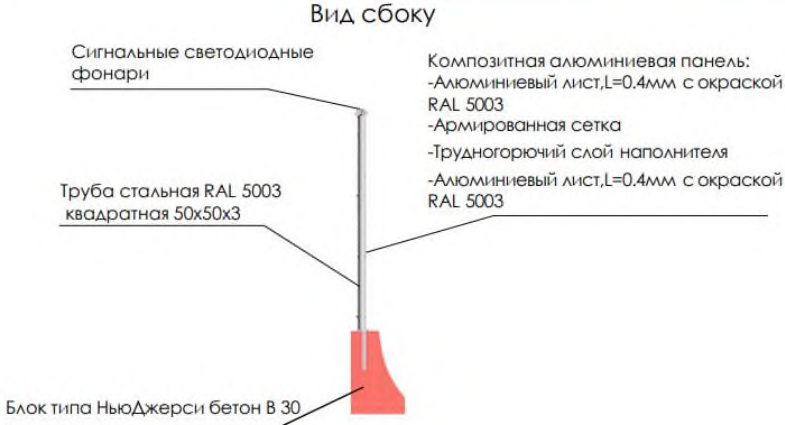 Вид сбоку
Сигнальные светодиодные
фонари
Композитная алюминиевая панель:
-Алюминиевый лист,L=0.4мм с окраской
RAL 5003
-Армированная сетка
-Трудногорючий слой наполнителя
-Алюминиевый лист,L=0.4мм с окраской
RAL 5003
Труба стальная RAL 5003
квадратная 50х50х3
Блок типа НьюДжерси бетон В 30